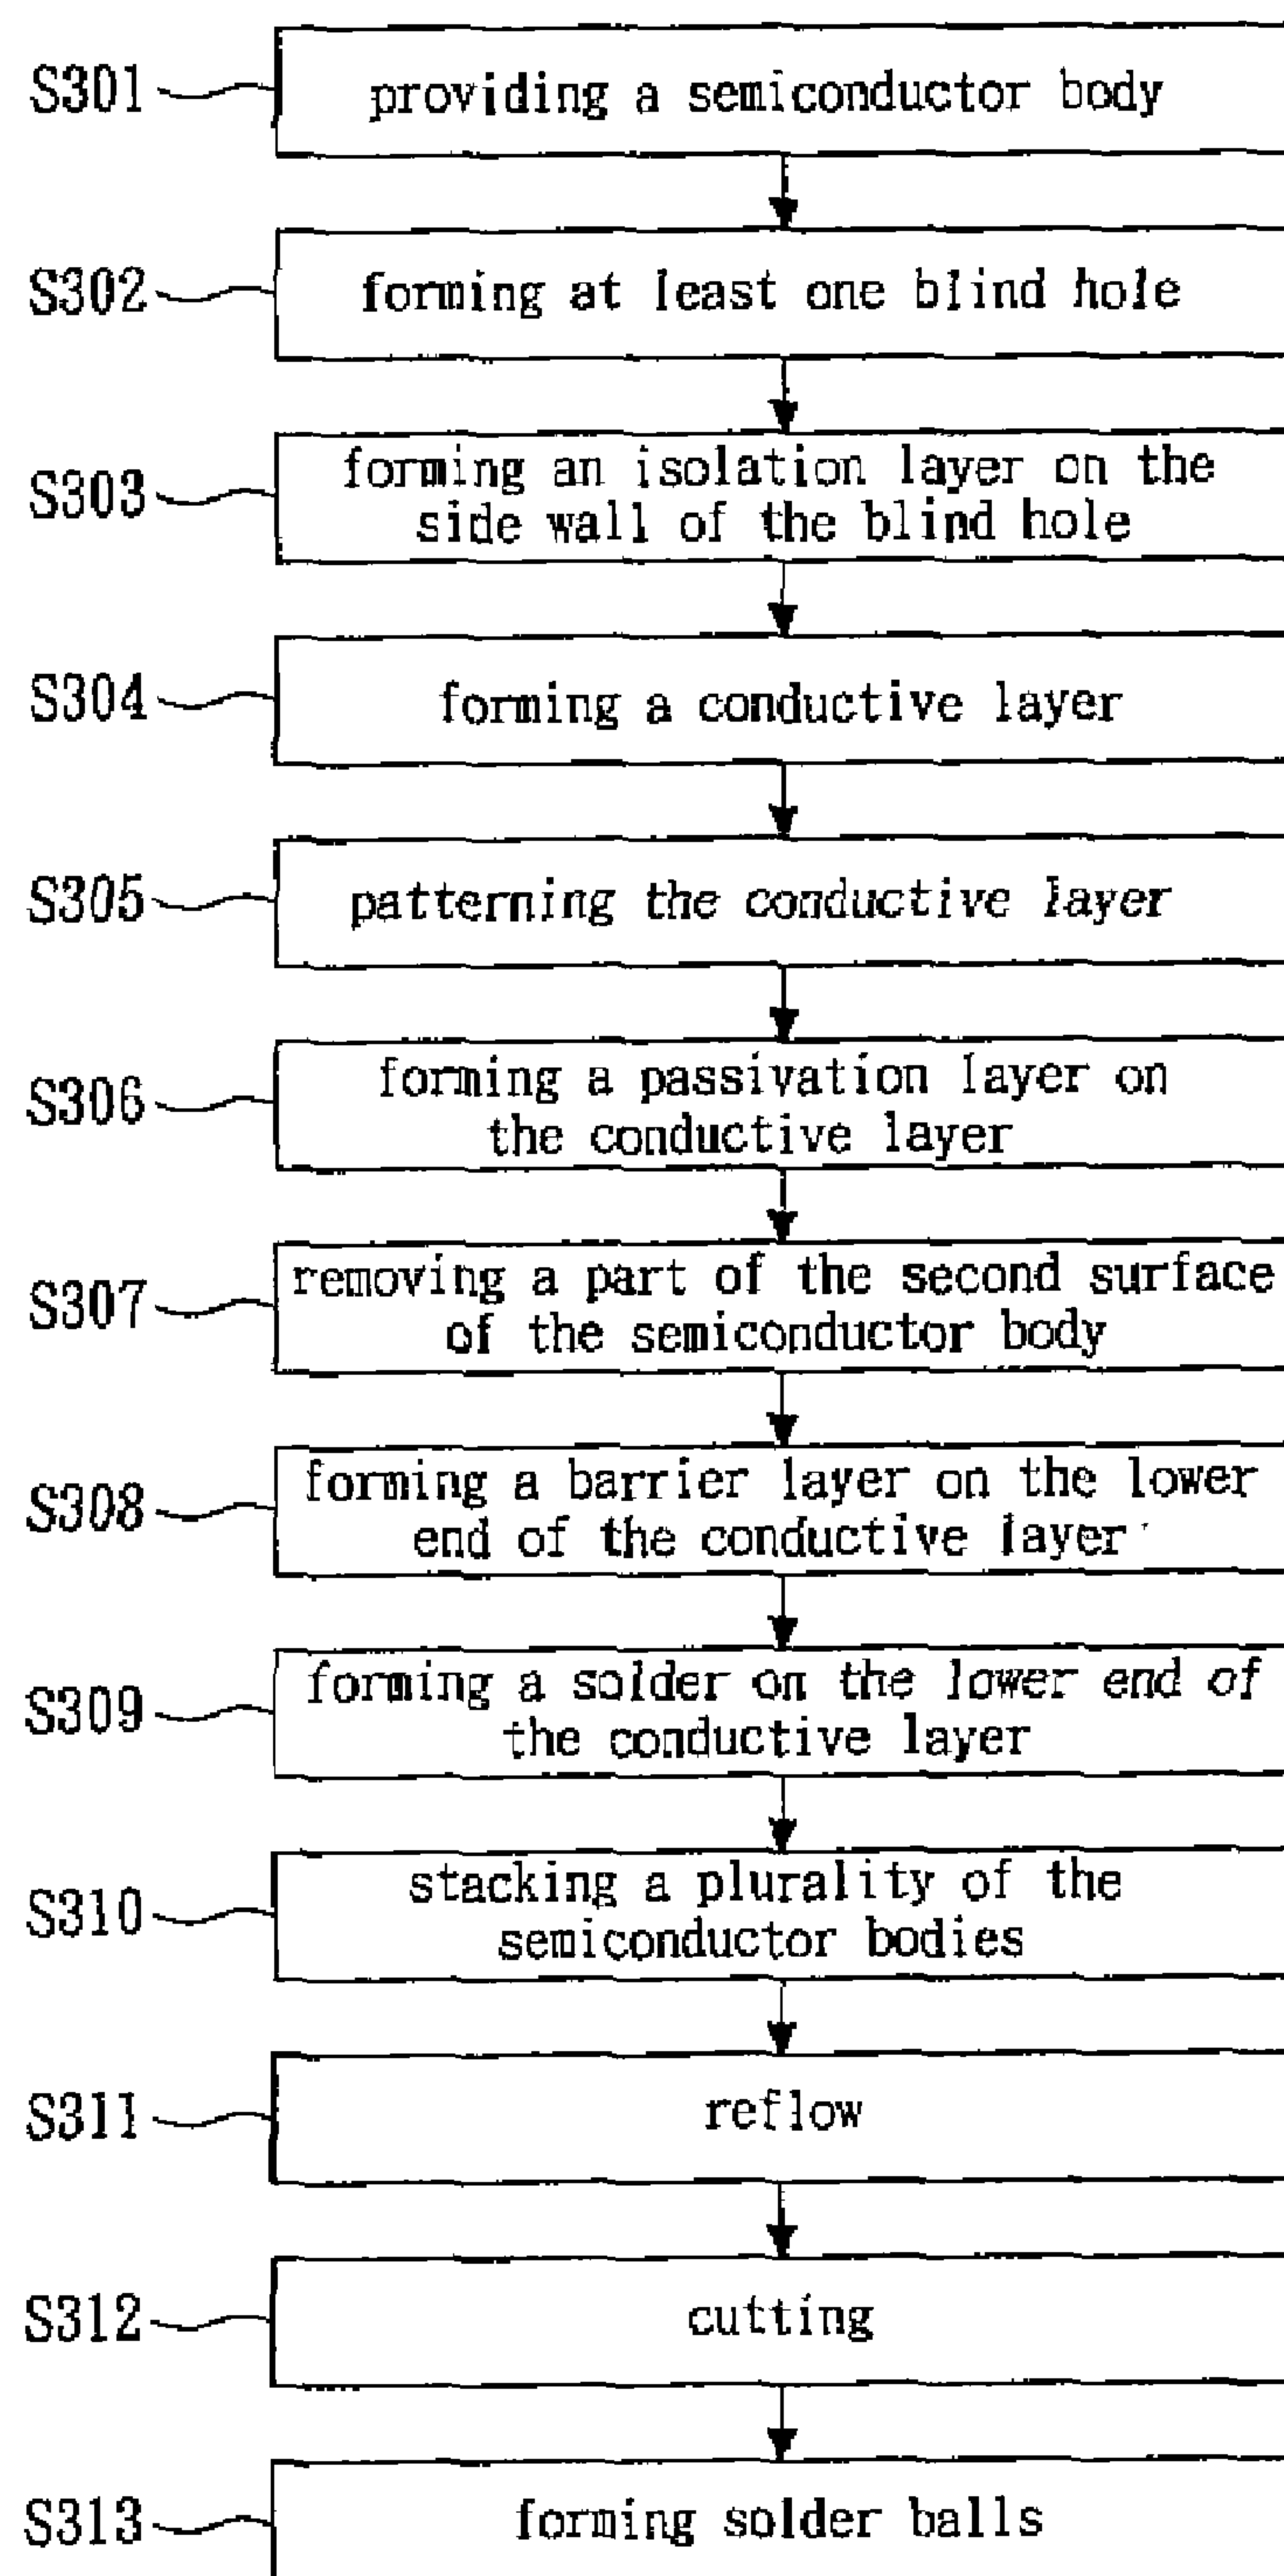 S301 providing a semiconductor body
S302 forming at least one blind hole
S303 forming an isolation layer on the
side wall of the blind hole
S304 forming a conductive layer
S305 patterning the conductive layer
S306 forming a passivation layer on
the conductive layer
S307 removing a part of the second surface
of the semiconductor body
S308 forming a barrier layer on the lower
end of the conductive layer
S309 forming a solder on the lower end of
the conductive layer
S310 stacking a plurality of the
semiconductor bodies
S311 reflow
S312 cutting
S313 forming solder balls